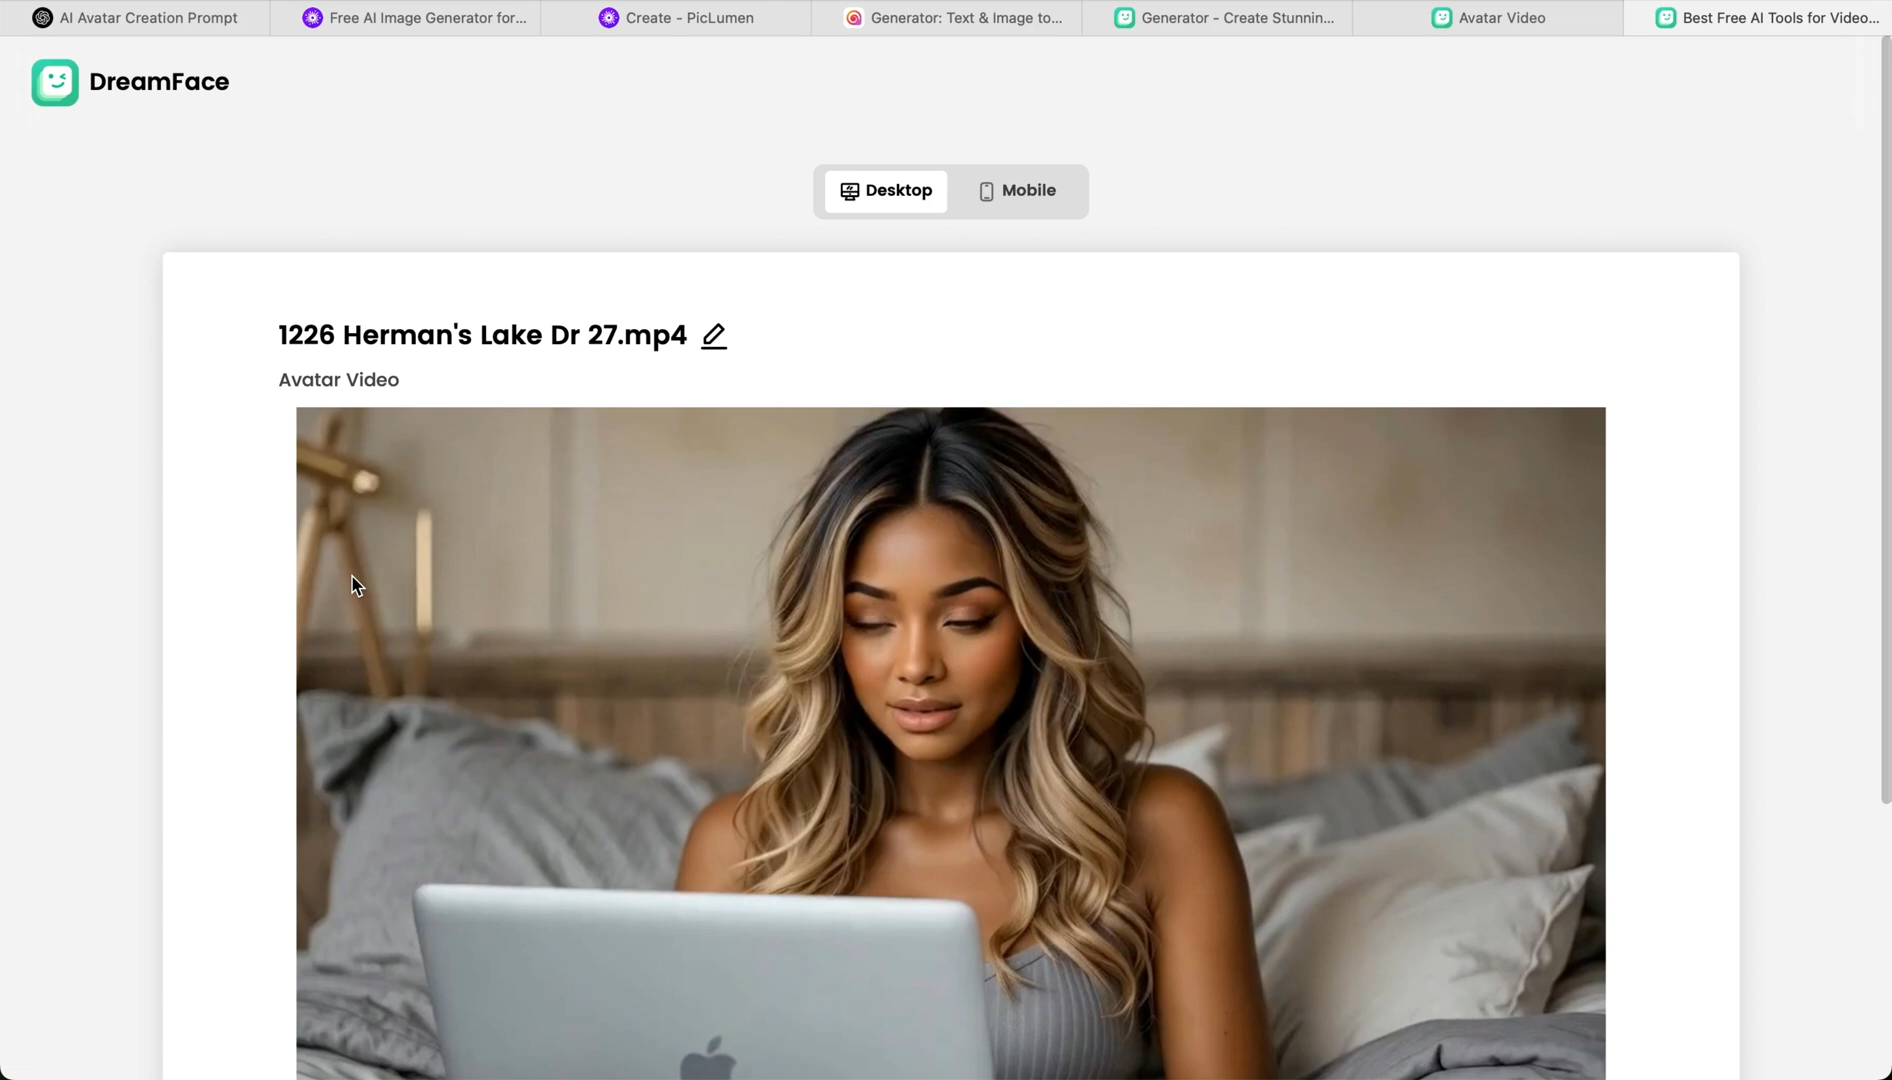 AI Avatar Creation Prompt
Free AI Image Generator for...
Create - PicLumen
Generator: Text & Image to...
Generator - Create Stunnin...
Avatar Video
Best Free AI Tools for Video...
DreamFace
Desktop
Mobile
1226 Herman's Lake Dr 27.mp4
Avatar Video